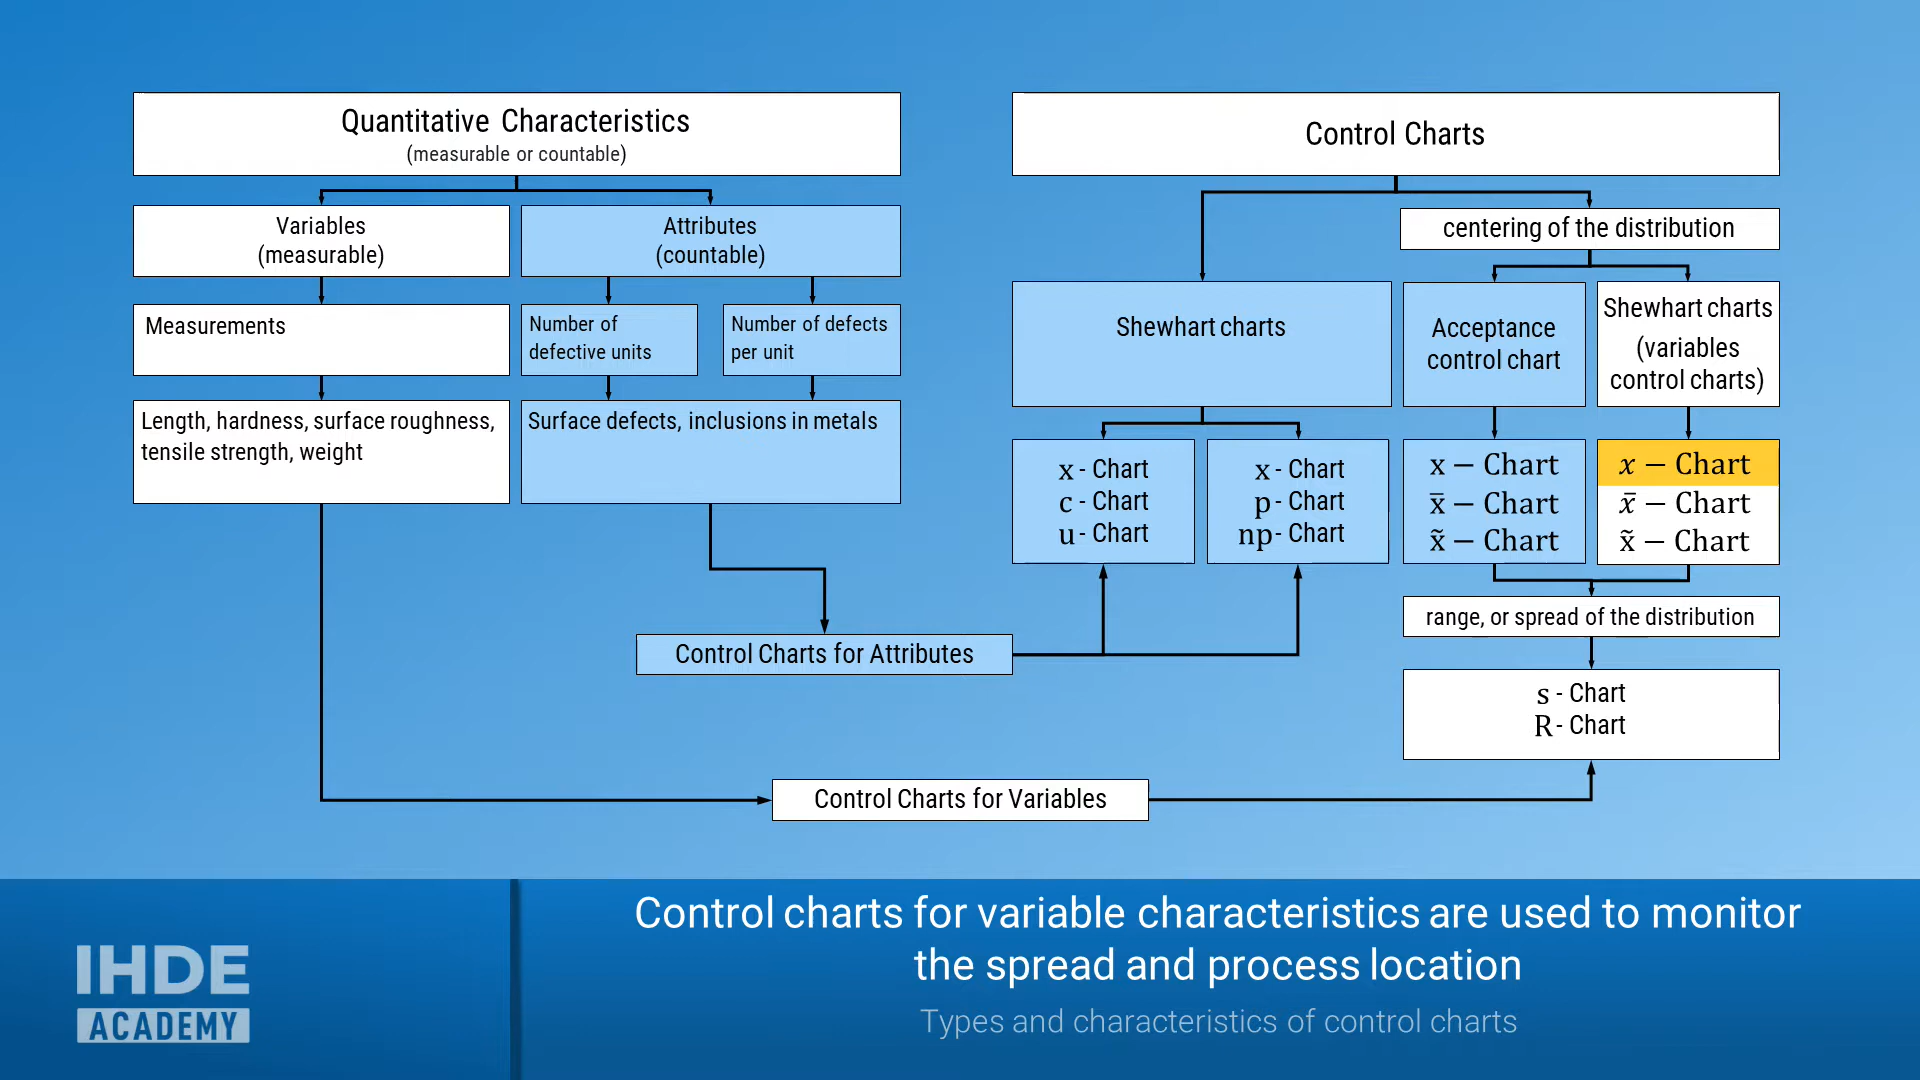 Quantitative Characteristics
(measurable or countable)
Variables
(measurable)
Attributes
(countable)
Measurements
Number of
defective units
Number of defects
per unit
Length, hardness, surface roughness,
tensile strength, weight
Surface defects, inclusions in metals
Control Charts for Attributes
Control Charts for Variables
Control Charts
centering of the distribution
Shewhart charts
Acceptance
control chart
Shewhart charts
(variables
control charts)
x - Chart
c - Chart
u - Chart
x - Chart
p - Chart
np - Chart
x – Chart
x̄ – Chart
x̃ – Chart
x – Chart
x̄ – Chart
x̃ – Chart
range, or spread of the distribution
s - Chart
R - Chart
Control charts for variable characteristics are used to monitor
the spread and process location
Types and characteristics of control charts
IHDE
ACADEMY